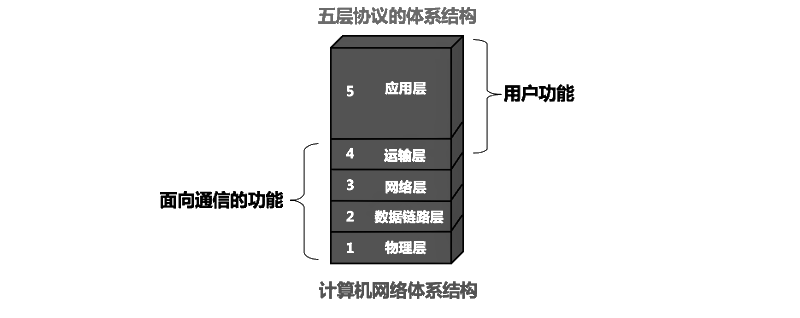 五层协议的体系结构
5 应用层
用户功能
4 运输层
3 网络层
面向通信的功能
2 数据链路层
1 物理层
计算机网络体系结构